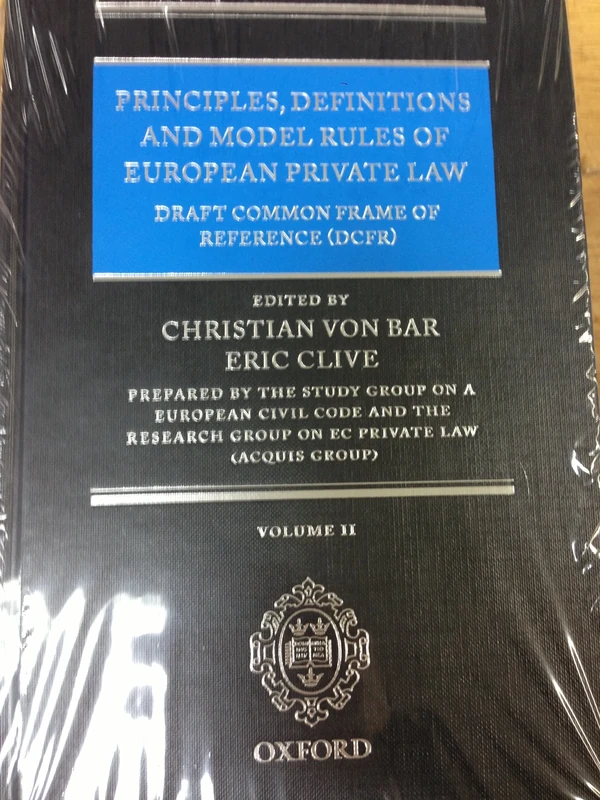 PRINCIPLES, DEFINITIONS
AND MODEL RULES OF
EUROPEAN PRIVATE LAW
DRAFT COMMON FRAME OF
REFERENCE (DCFR)
EDITED BY
CHRISTIAN VON BAR
ERIC CLIVE
PREPARED BY THE STUDY GROUP ON A
EUROPEAN CIVIL CODE AND THE
RESEARCH GROUP ON EC PRIVATE LAW
(ACQUIS GROUP)
VOLUME II
OXFORD